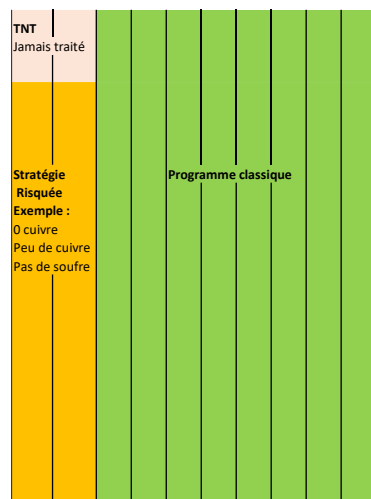 TNT
Jamais traité
Stratégie
Risquée
Exemple :
0 cuivre
Peu de cuivre
Pas de soufre
Programme classique